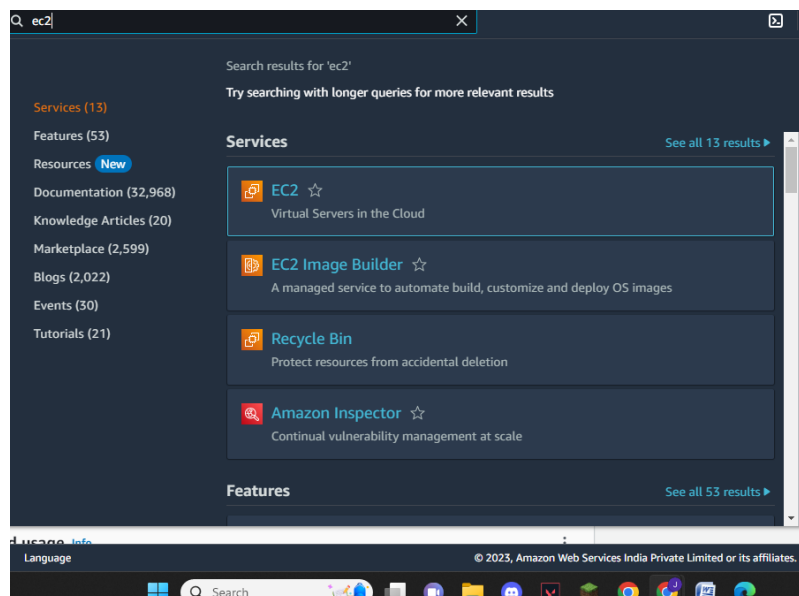 ec2
Search results for 'ec2'
Try searching with longer queries for more relevant results
Services (13)
Features (53)
Resources New
Documentation (32,968)
Knowledge Articles (20)
Marketplace (2,599)
Blogs (2,022)
Events (30)
Tutorials (21)
Services
See all 13 results
EC2
Virtual Servers in the Cloud
EC2 Image Builder
A managed service to automate build, customize and deploy OS images
Recycle Bin
Protect resources from accidental deletion
Amazon Inspector
Continual vulnerability management at scale
Features
See all 53 results
usage Info
Language
© 2023, Amazon Web Services India Private Limited or its affiliates.
Search
J